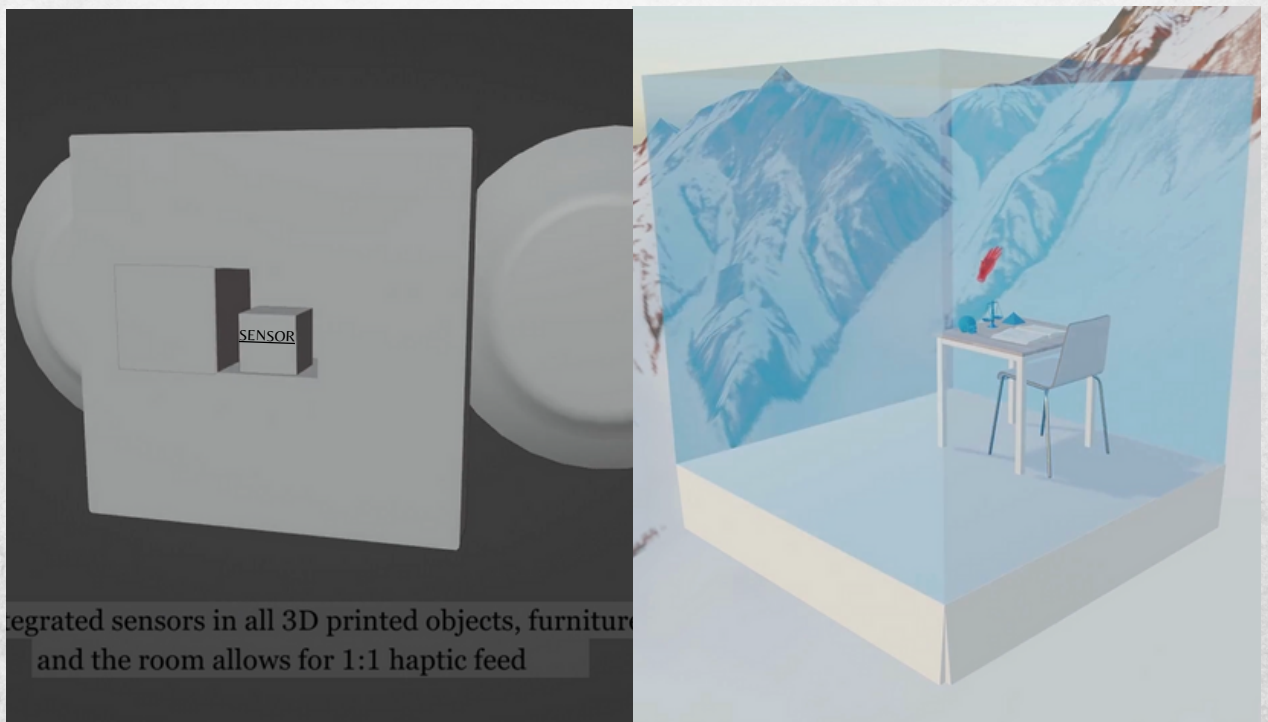 SENSOR
tegrated sensors in all 3D printed objects, furniture
and the room allows for 1:1 haptic feed